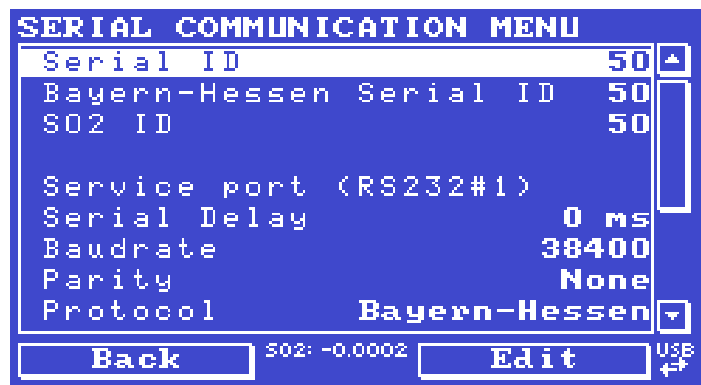 SERIAL COMMUNICATION MENU
Serial ID 50
Bayern-Hessen Serial ID 50
SO2 ID 50
Service port (RS232#1)
Serial Delay 0 ms
Baudrate 38400
Parity None
Protocol Bayern-Hessen
Back SO2: -0.0002 Edit USB